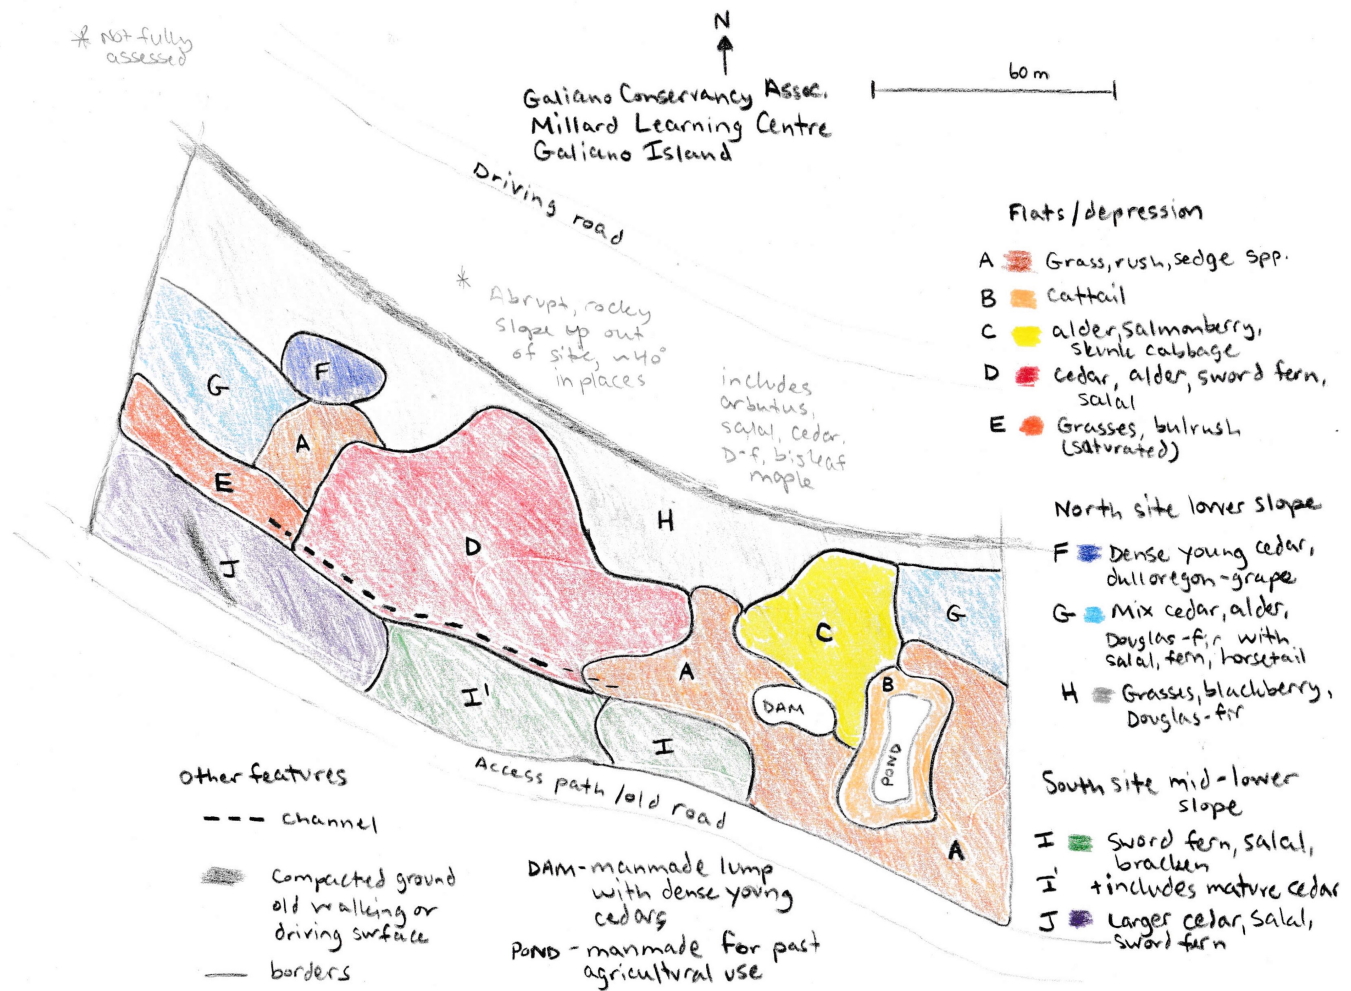 * Not fully
assessed
N
60 m
Galiano Conservancy Assoc.
Millard Learning Centre
Galiano Island
Driving road
* Abrupt, rocky
slope up out
of site, ~40°
in places
includes
arbutus,
salal, cedar,
D-f, bigleaf
maple
F
G
A
E
J
D
H
I'
I
A
C
G
B
DAM
POND
A
Access path/old road
Flats/depression
A Grass, rush, sedge spp.
B cattail
C alder, salmonberry,
skunk cabbage
D cedar, alder, sword fern,
salal
E Grasses, bulrush
(saturated)
North site lower slope
F Dense young cedar,
dull oregon-grape
G Mix cedar, alder,
Douglas-fir with
salal, fern, horsetail
H Grasses, blackberry,
Douglas-fir
South site mid-lower
slope
I Sword fern, salal,
bracken
I' + includes mature cedar
J Larger cedar, salal,
sword fern
Other features
channel
compacted ground
old walking or
driving surface
borders
DAM - manmade lump
with dense young
cedars
POND - manmade for past
agricultural use